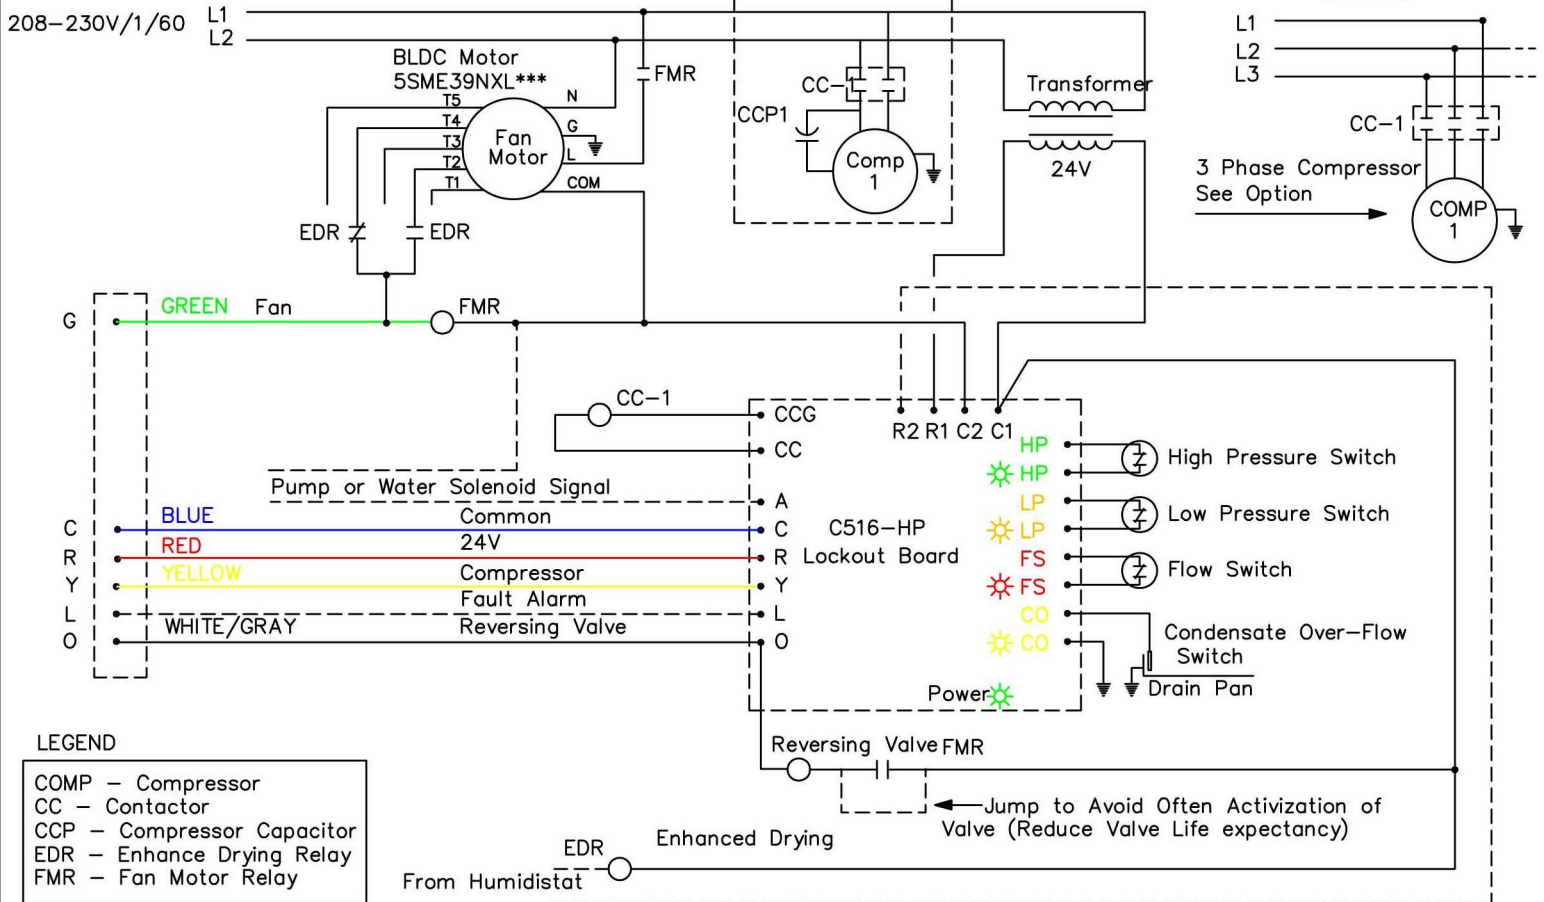 208-230V/1/60
L1
L2
BLDC Motor
5SME39NXL***
T5
T4
T3
T2
T1
Fan
Motor
N
G
L
COM
FMR
EDR
EDR
CC-1
CCP1
Comp
1
Transformer
24V
L1
L2
L3
CC-1
3 Phase Compressor
See Option
COMP
1
G
GREEN Fan
FMR
CC-1
CCG
CC
R2 R1 C2 C1
Pump or Water Solenoid Signal
A
C
BLUE
Common
C
R
RED
24V
R
Y
YELLOW
Compressor
Y
L
Fault Alarm
L
O
WHITE/GRAY
Reversing Valve
O
C516-HP
Lockout Board
HP
HP
High Pressure Switch
LP
LP
Low Pressure Switch
FS
FS
Flow Switch
CO
CO
Condensate Over-Flow
Switch
Drain Pan
Power
Reversing Valve FMR
Jump to Avoid Often Activization of
Valve (Reduce Valve Life expectancy)
EDR
Enhanced Drying
From Humidistat
LEGEND
COMP - Compressor
CC - Contactor
CCP - Compressor Capacitor
EDR - Enhance Drying Relay
FMR - Fan Motor Relay